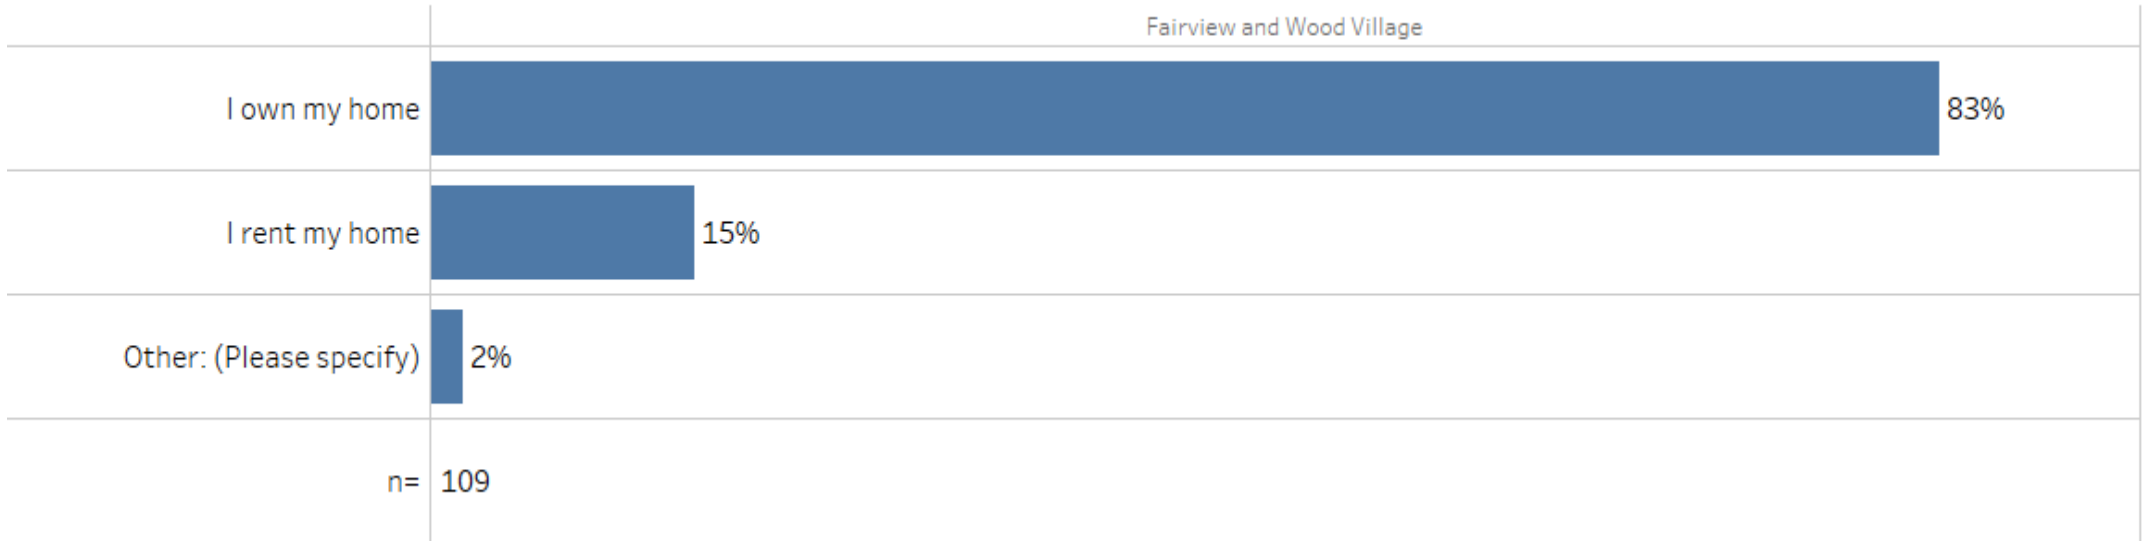 Fairview and Wood Village
I own my home 83%
I rent my home 15%
Other: (Please specify) 2%
n= 109